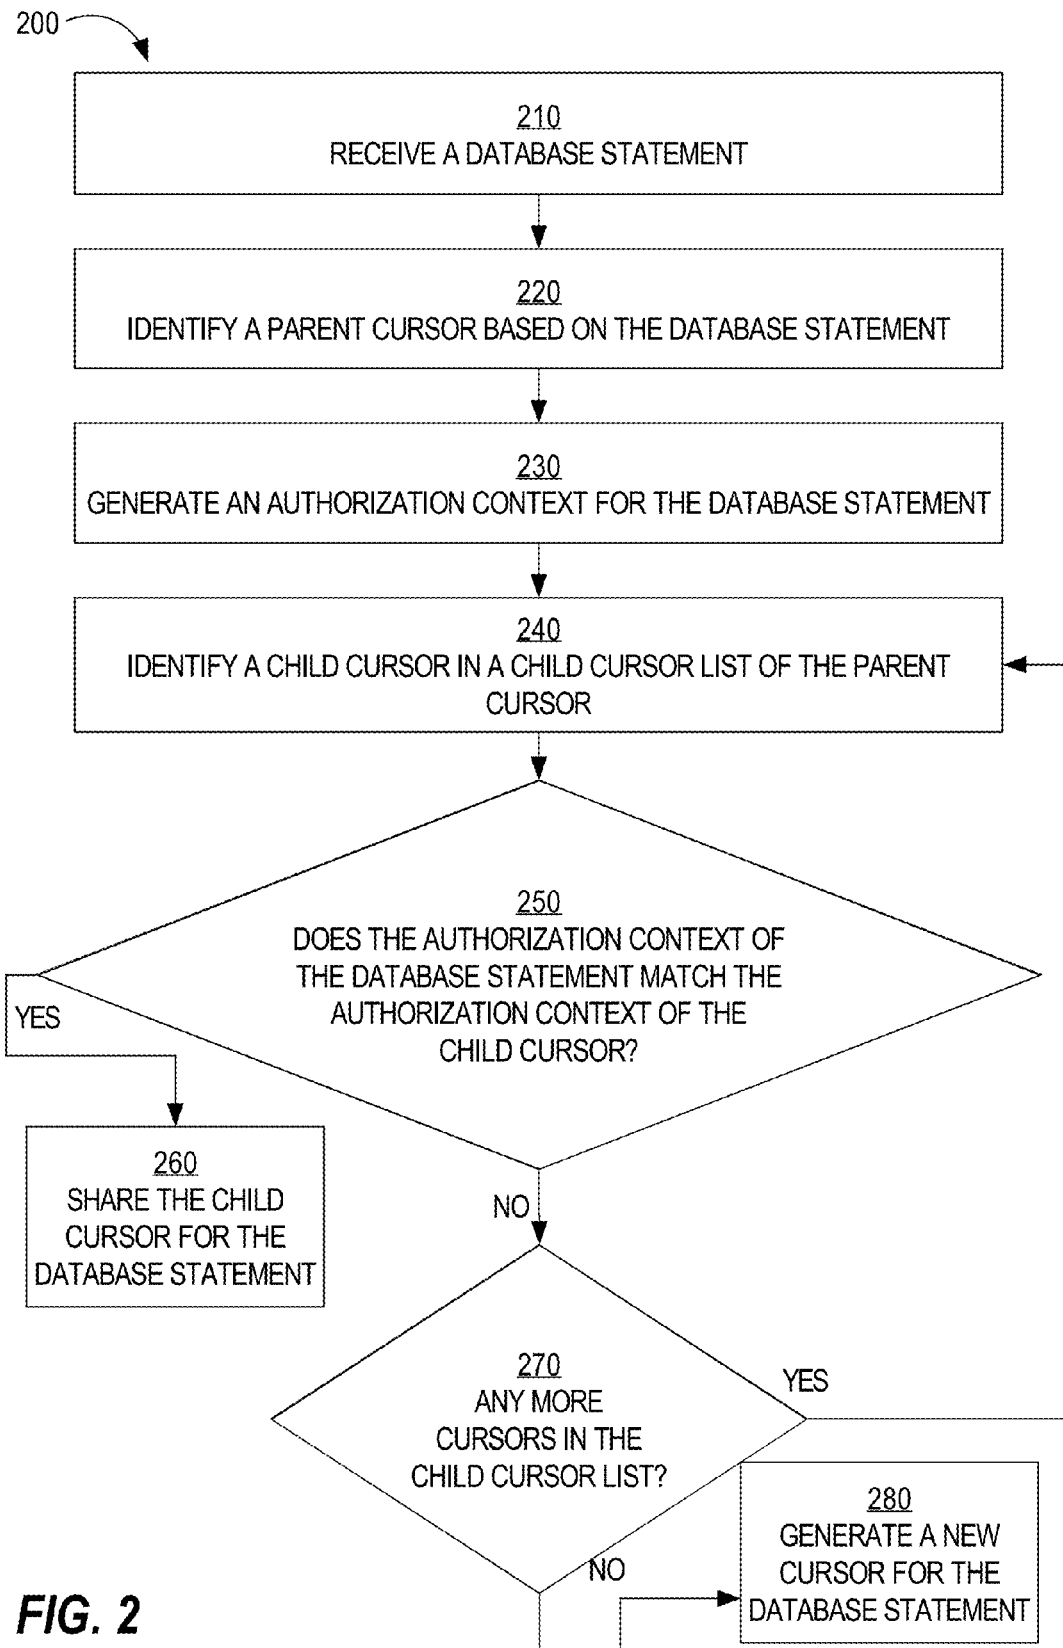 200
210
RECEIVE A DATABASE STATEMENT
220
IDENTIFY A PARENT CURSOR BASED ON THE DATABASE STATEMENT
230
GENERATE AN AUTHORIZATION CONTEXT FOR THE DATABASE STATEMENT
240
IDENTIFY A CHILD CURSOR IN A CHILD CURSOR LIST OF THE PARENT
CURSOR
250
DOES THE AUTHORIZATION CONTEXT OF
THE DATABASE STATEMENT MATCH THE
AUTHORIZATION CONTEXT OF THE
CHILD CURSOR?
YES
260
SHARE THE CHILD
CURSOR FOR THE
DATABASE STATEMENT
NO
270
ANY MORE
CURSORS IN THE
CHILD CURSOR LIST?
YES
280
GENERATE A NEW
CURSOR FOR THE
DATABASE STATEMENT
NO
FIG. 2